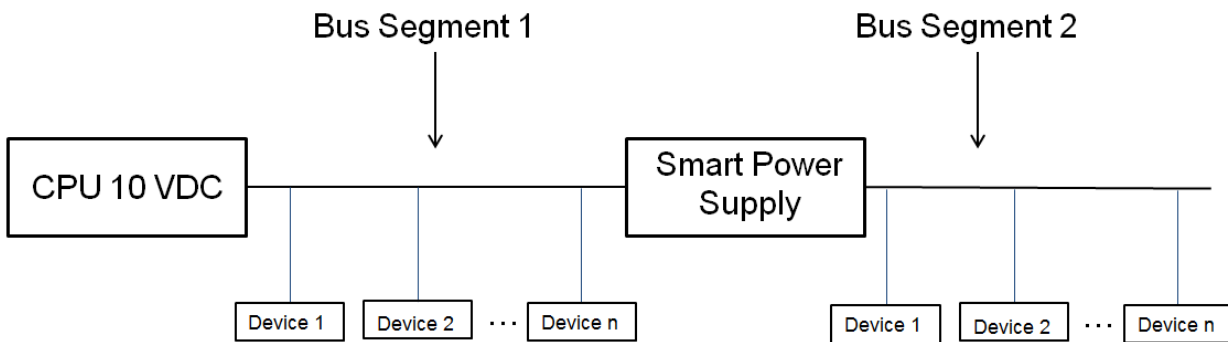 Bus Segment 1
Bus Segment 2
CPU 10 VDC
Smart Power
Supply
Device 1
Device 2
...
Device n
Device 1
Device 2
...
Device n